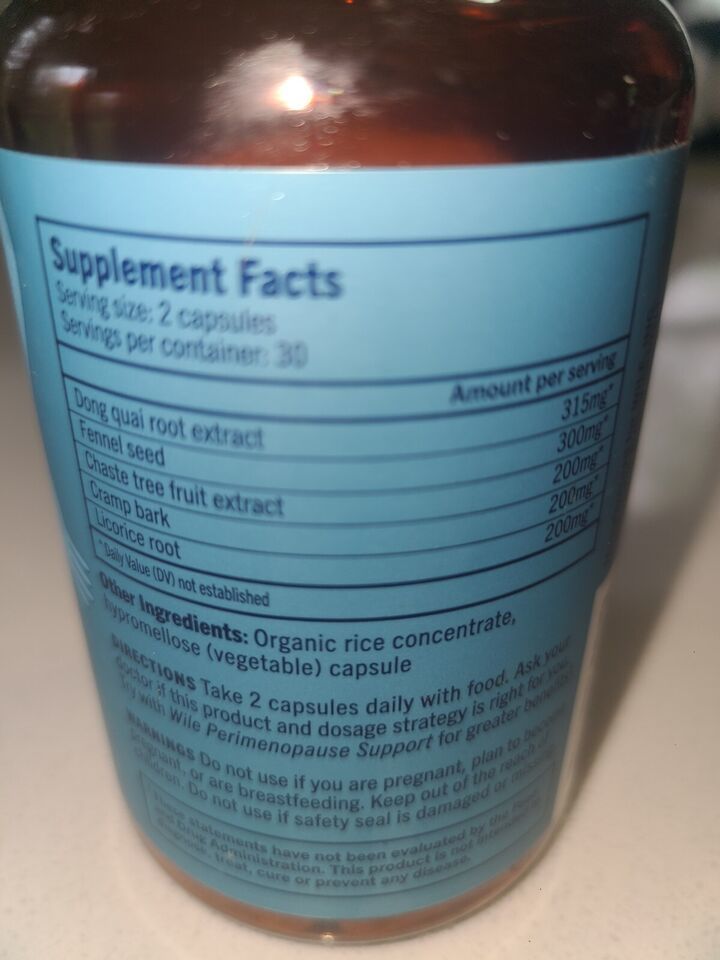 Supplement Facts
Serving size: 2 capsules
Servings per container: 30
Amount per serving
Dong quai root extract 315mg*
Fennel seed 300mg*
Chaste tree fruit extract 200mg*
Cramp bark 200mg*
Licorice root 200mg*
* Daily Value (DV) not established
Other Ingredients: Organic rice concentrate,
hypromellose (vegetable) capsule
DIRECTIONS Take 2 capsules daily with food. Ask your
doctor if this product and dosage strategy is right for you.
Try with Wile Perimenopause Support for greater benefits.
WARNINGS Do not use if you are pregnant, plan to become
pregnant, or are breastfeeding. Keep out of the reach of
children. Do not use if safety seal is damaged or missing.
These statements have not been evaluated by the Food
and Drug Administration. This product is not intended to
diagnose, treat, cure or prevent any disease.